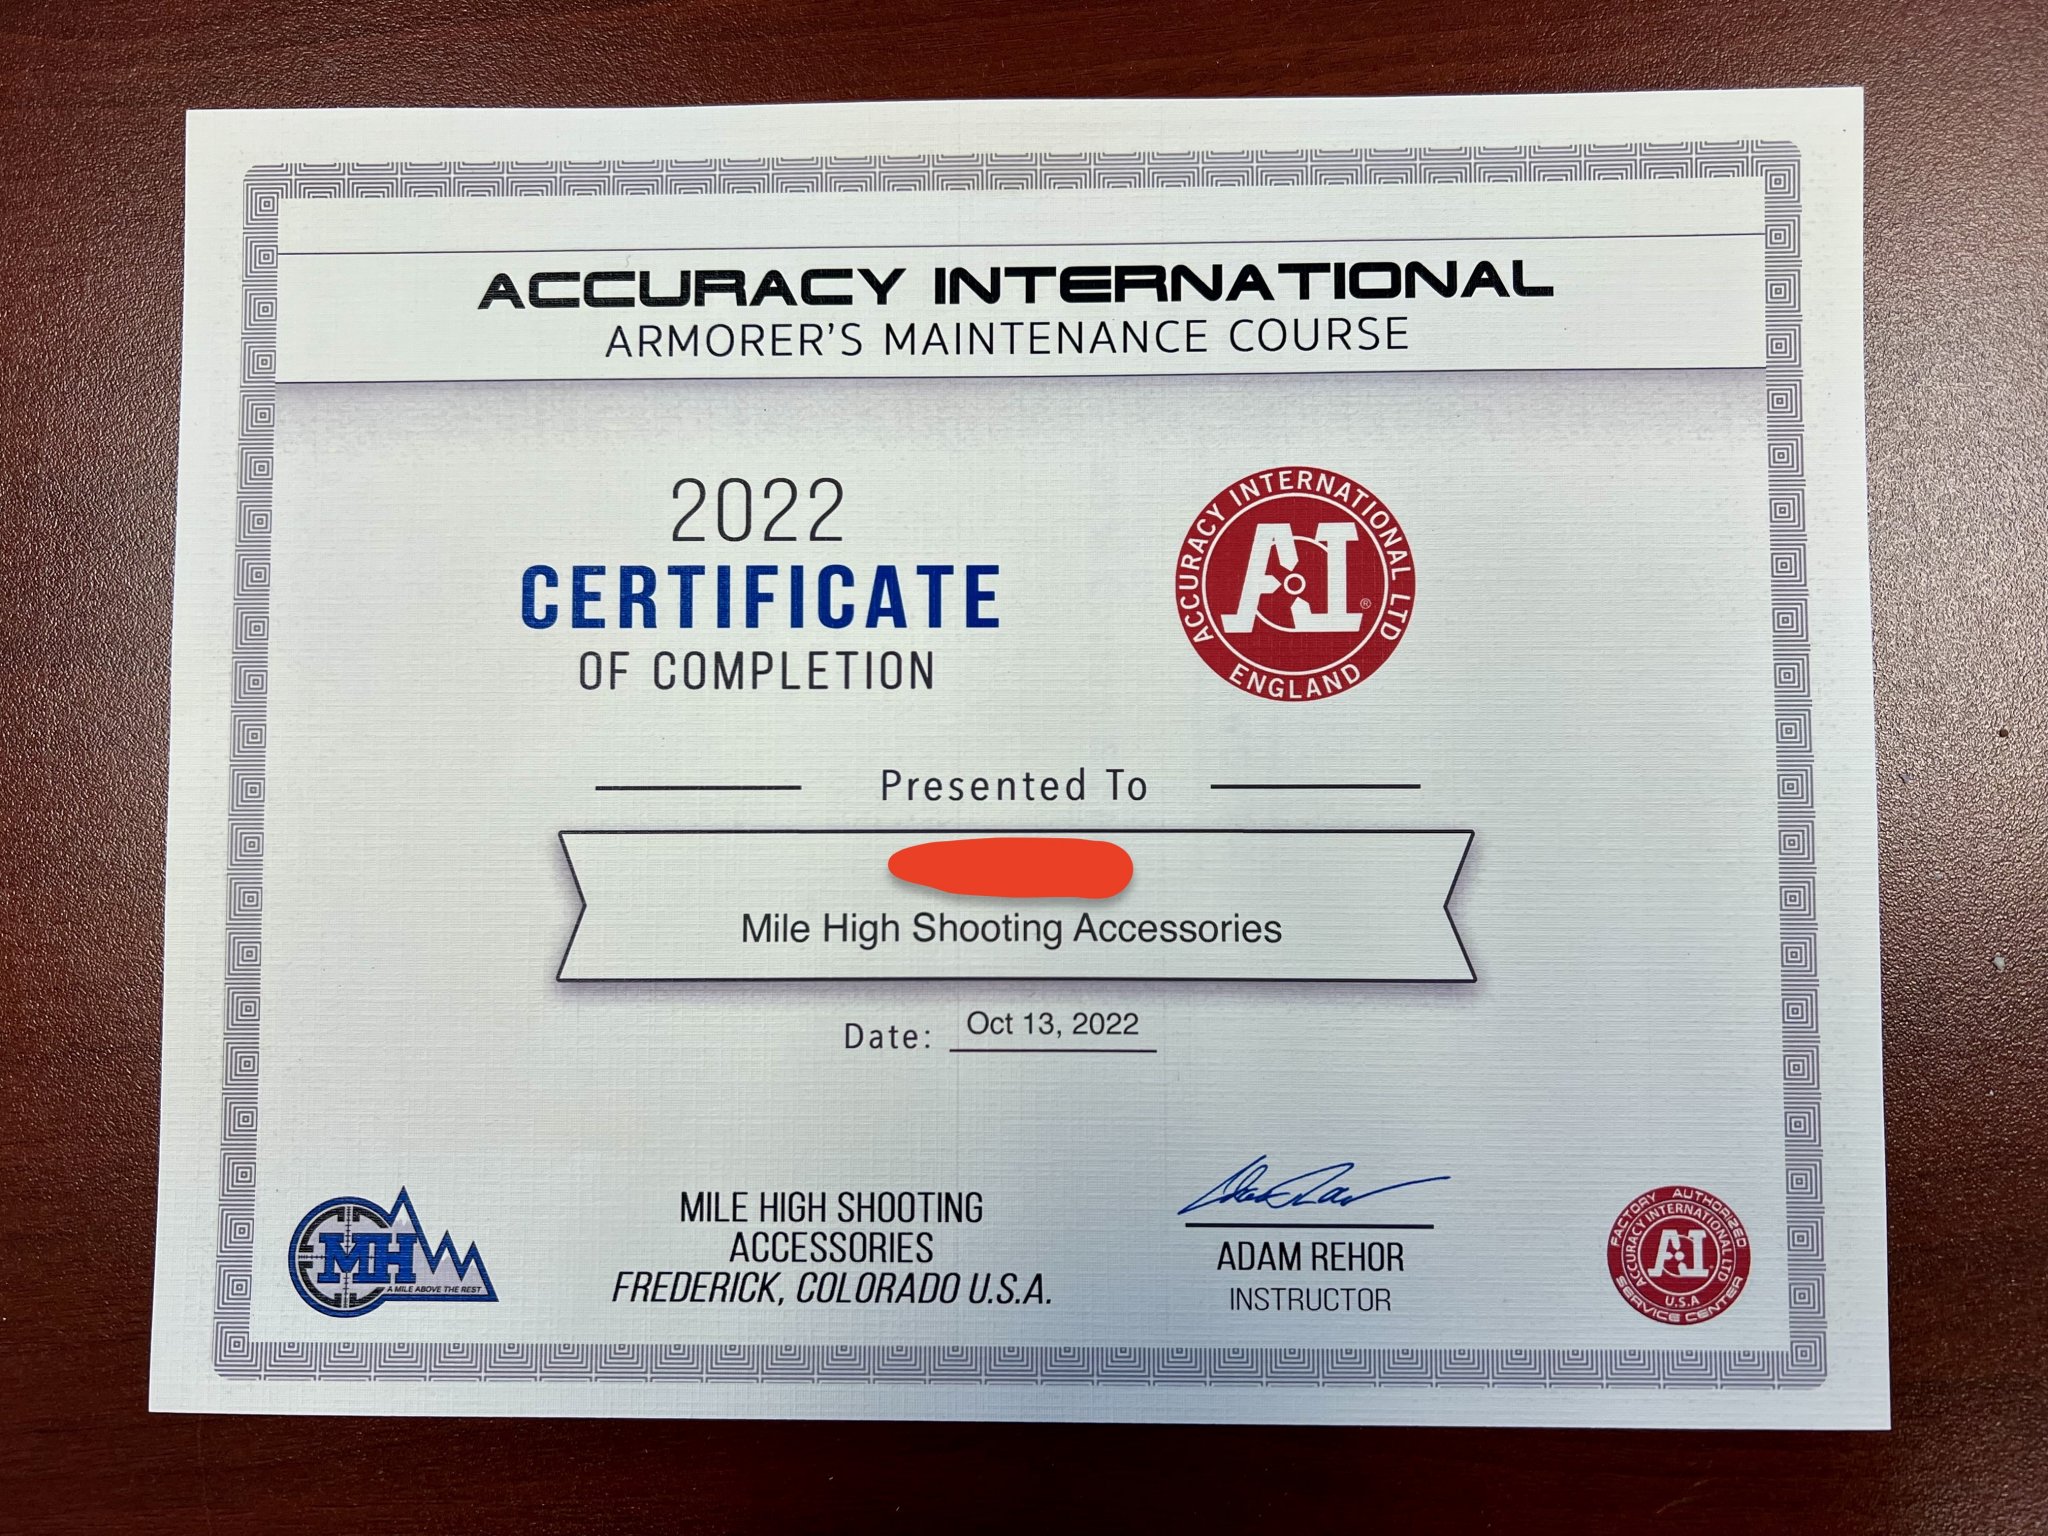 ACCURACY INTERNATIONAL
ARMORER'S MAINTENANCE COURSE
2022
CERTIFICATE
OF COMPLETION
ACCURACY INTERNATIONAL LTD
AI
®
ENGLAND
Presented To
Mile High Shooting Accessories
Date: Oct 13, 2022
MH
A MILE ABOVE THE REST
MILE HIGH SHOOTING
ACCESSORIES
FREDERICK, COLORADO U.S.A.
ADAM REHOR
INSTRUCTOR
FACTORY AUTHORIZED
ACCURACY INTERNATIONAL LTD
AI
U.S.A
SERVICE CENTER